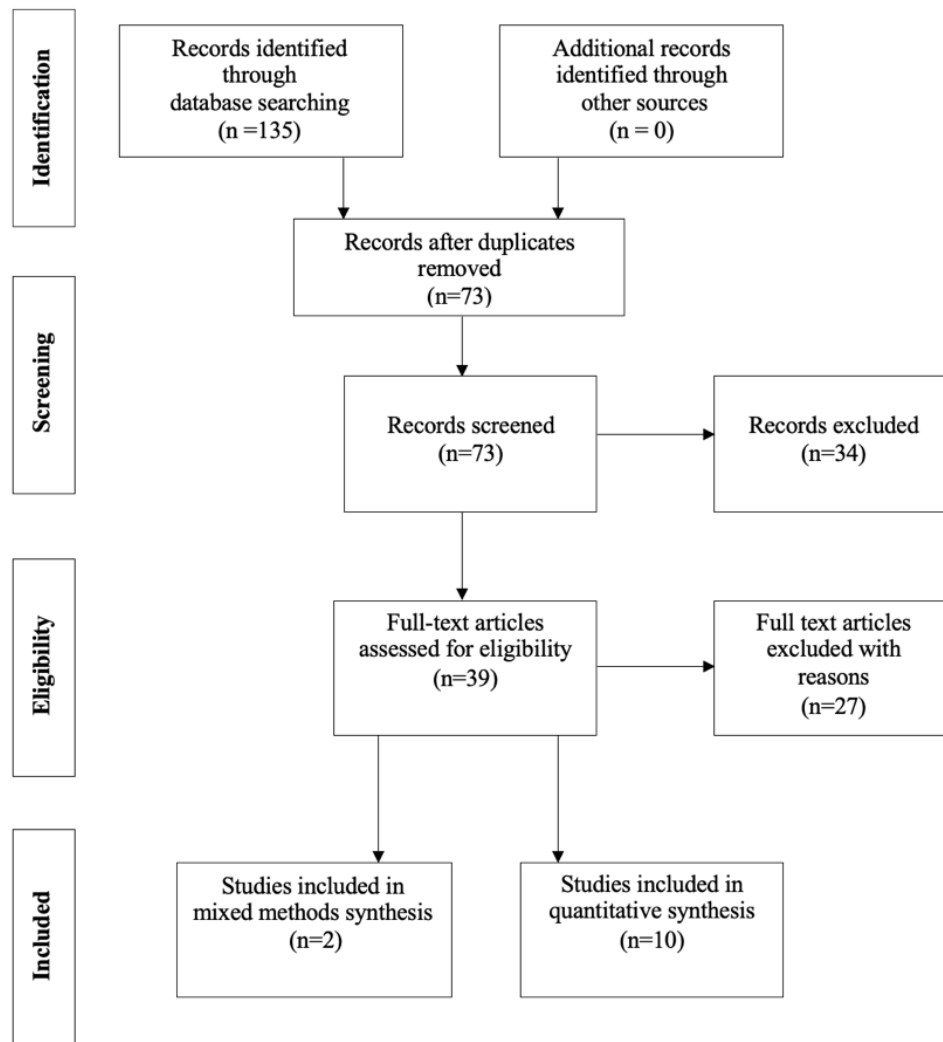 Identification
Records identified
through
database searching
(n =135)
Additional records
identified through
other sources
(n = 0)
Records after duplicates
removed
(n=73)
Screening
Records screened
(n=73)
Records excluded
(n=34)
Eligibility
Full-text articles
assessed for eligibility
(n=39)
Full text articles
excluded with
reasons
(n=27)
Included
Studies included in
mixed methods synthesis
(n=2)
Studies included in
quantitative synthesis
(n=10)